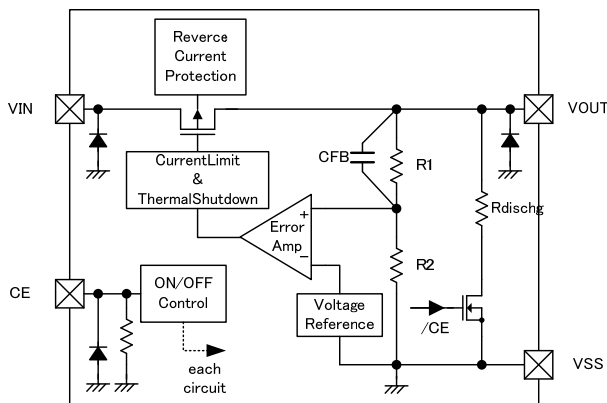 Reverce
Current
Protection
VIN
VOUT
CurrentLimit
&
ThermalShutdown
CFB
R1
Rdischg
+
Error
Amp
−
R2
CE
ON/OFF
Control
Voltage
Reference
/CE
each
circuit
VSS